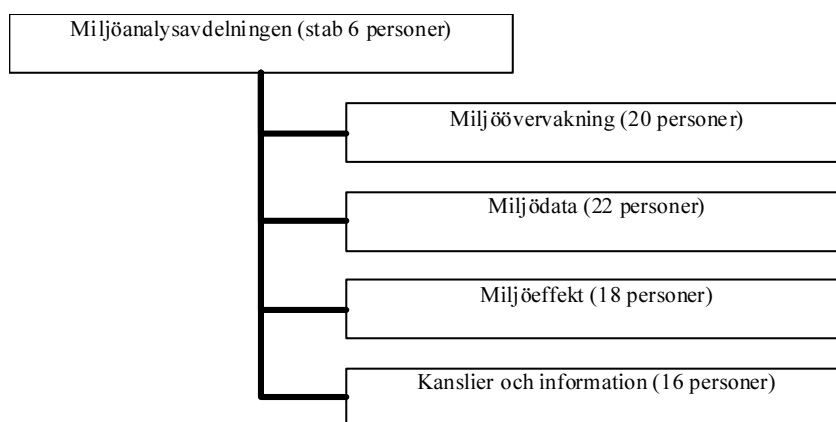 Miljöanalysavdelningen (stab 6 personer)
Miljöövervakning (20 personer)
Miljödata (22 personer)
Miljöeffekt (18 personer)
Kanslier och information (16 personer)